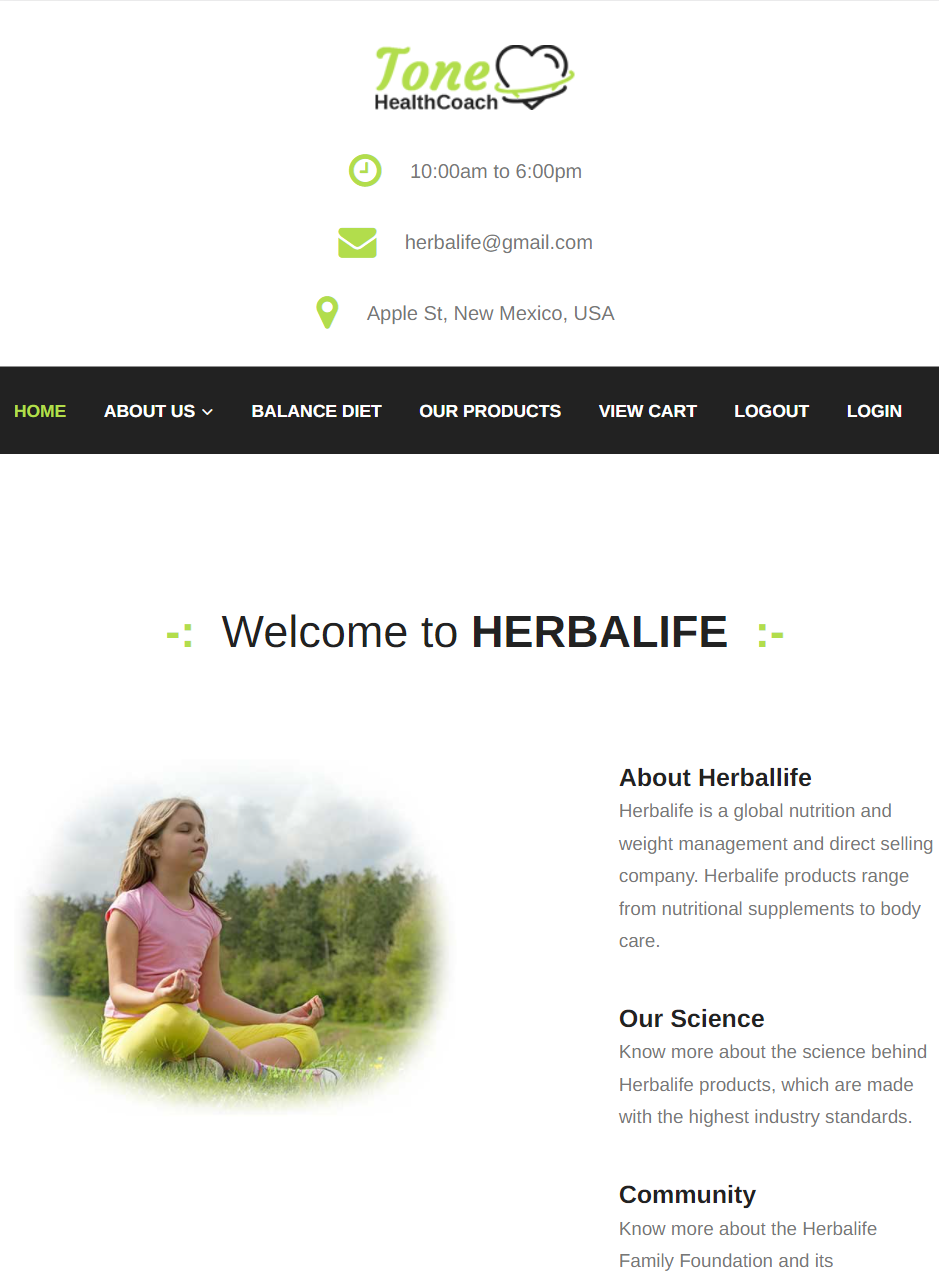 Tone
HealthCoach
10:00am to 6:00pm
herbalife@gmail.com
Apple St, New Mexico, USA
HOME ABOUT US BALANCE DIET OUR PRODUCTS VIEW CART LOGOUT LOGIN
-: Welcome to HERBALIFE :-
About Herballife
Herbalife is a global nutrition and
weight management and direct selling
company. Herbalife products range
from nutritional supplements to body
care.
Our Science
Know more about the science behind
Herbalife products, which are made
with the highest industry standards.
Community
Know more about the Herbalife
Family Foundation and its